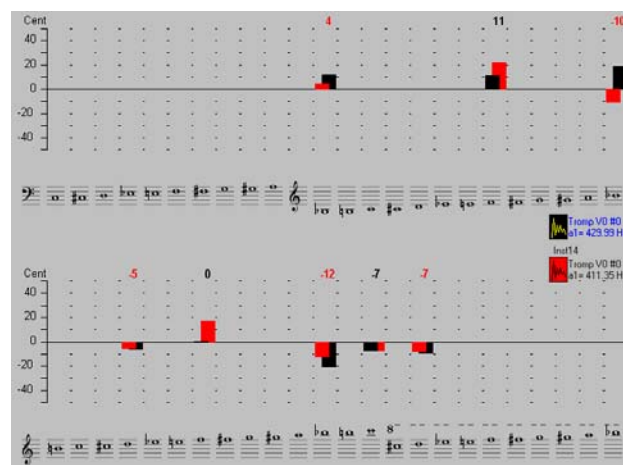 Cent 4 11 -10
40
20
0
-20
-40
Tromp V0 #0
a1= 429.99 H
Inst14
Tromp V0 #0
a1= 411.35 H
Cent -5 0 -12 -7 -7
40
20
0
-20
-40
8